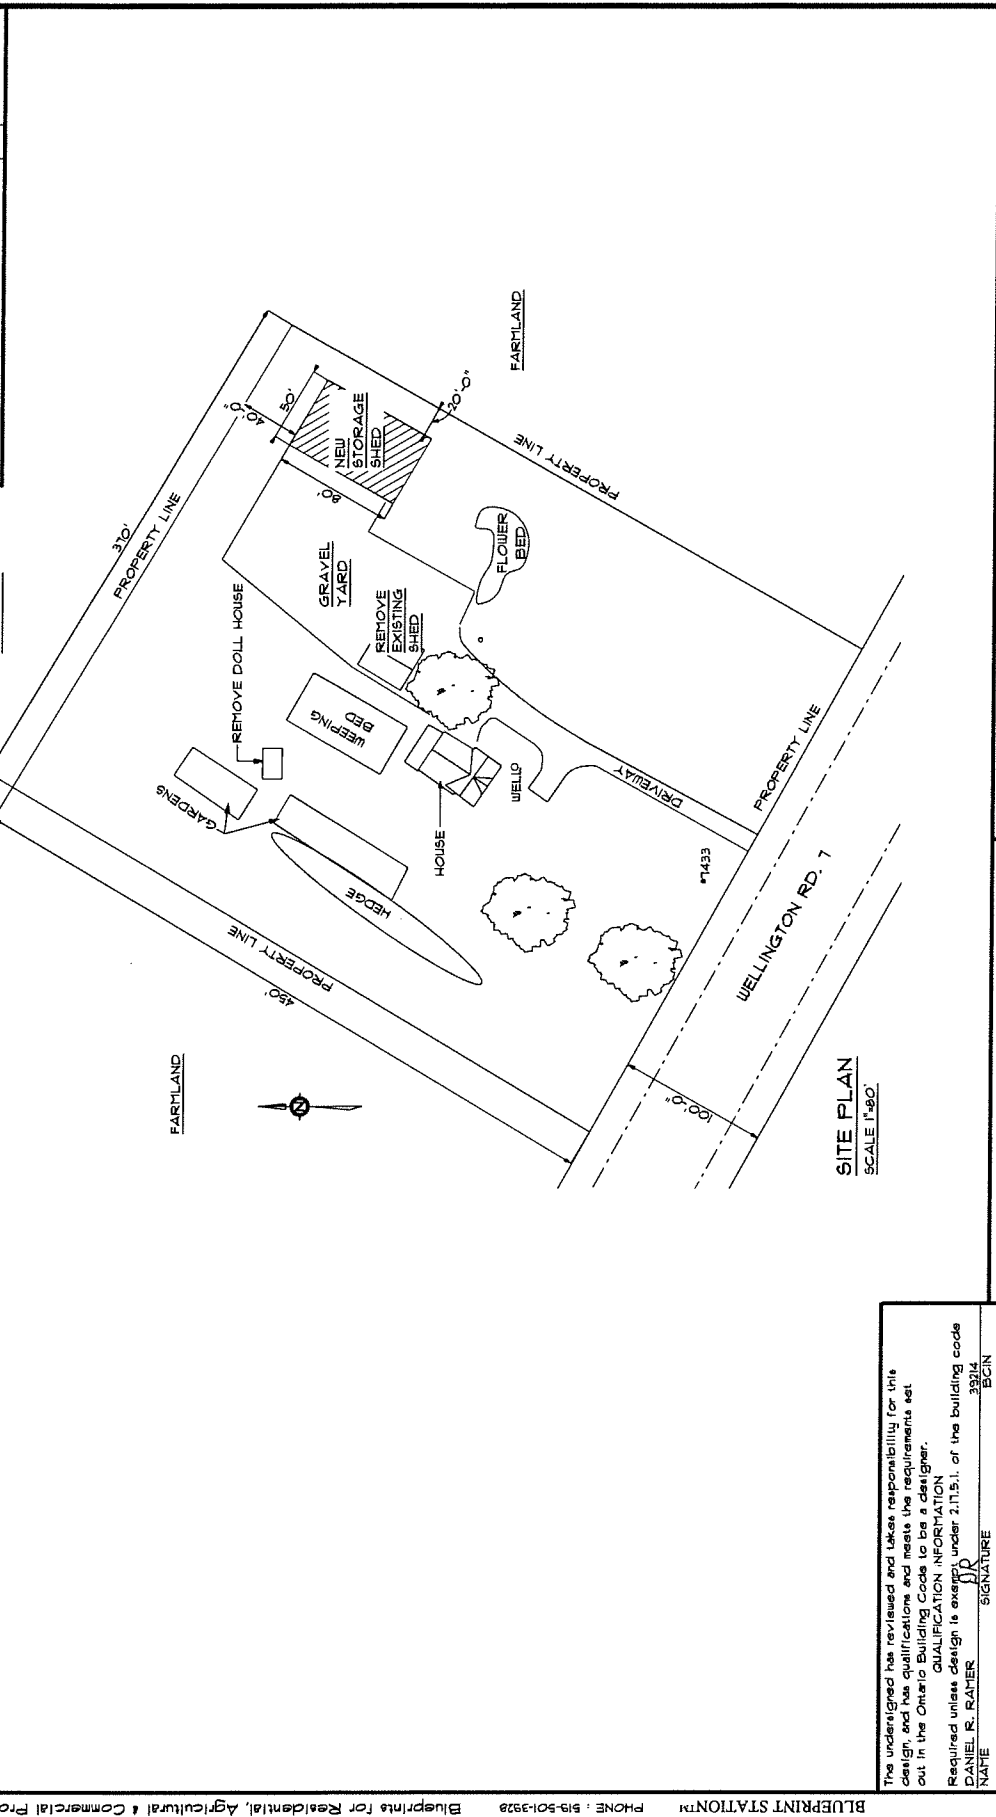 FARMLAND
370'
PROPERTY LINE
40'-0"
50'
NEW
STORAGE
SHED
80'
20'-0"
PROPERTY LINE
FARMLAND
REMOVE DOLL HOUSE
GRAVEL
YARD
REMOVE
EXISTING
SHED
FLOWER
BED
WEEPING
BED
GARDENS
HOUSE
WELL
HEDGE
DRIVEWAY
PROPERTY LINE
#7433
PROPERTY LINE
450'
N
WELLINGTON RD. 7
100'-0"
SITE PLAN
SCALE 1"=80'
The undersigned has reviewed and takes responsibility for this
design, and has qualifications and meets the requirements set
out in the Ontario Building Code to be a designer.
QUALIFICATION INFORMATION
Required unless design is exempt under 2.17.5.1. of the building code
DANIEL R. RAMER DR 39214
NAME SIGNATURE BCIN
BLUEPRINT STATION™
PHONE : 519-501-3928
Blueprints for Residential, Agricultural & Commercial Pro